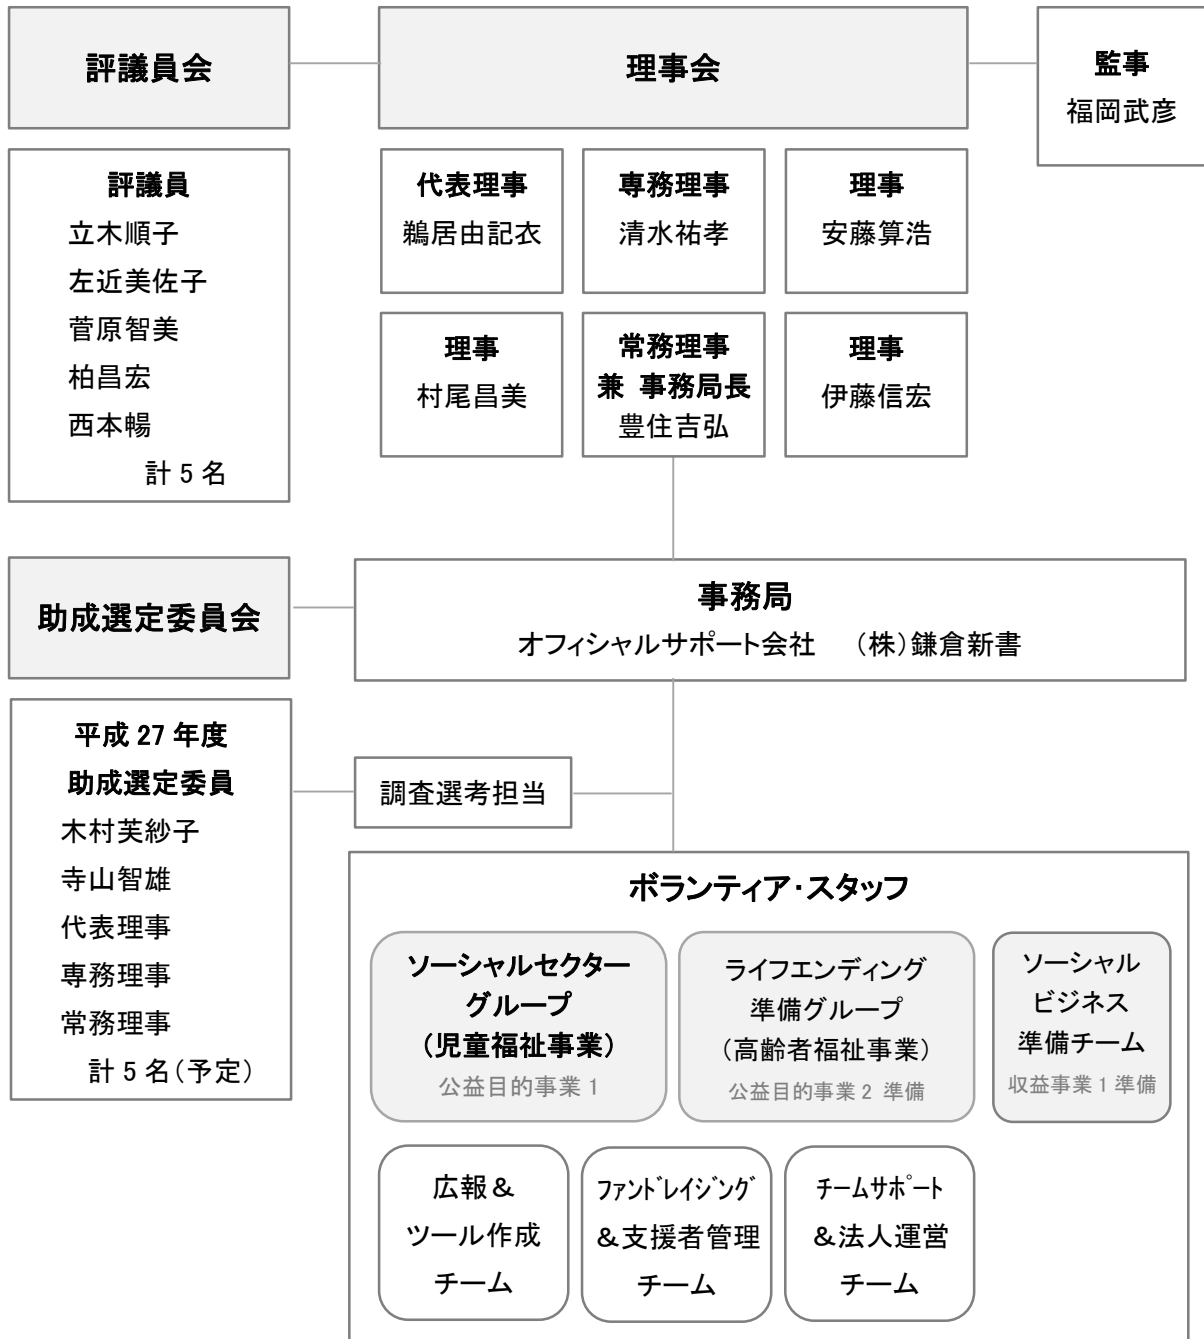 評議員会
理事会
監事
福岡武彦
評議員
立木順子
左近美佐子
菅原智美
柏昌宏
西本暢
計 5 名
代表理事
鵜居由記衣
専務理事
清水祐孝
理事
安藤算浩
理事
村尾昌美
常務理事
兼 事務局長
豊住吉弘
理事
伊藤信宏
助成選定委員会
事務局
オフィシャルサポート会社 （株）鎌倉新書
平成 27 年度
助成選定委員
木村芙紗子
寺山智雄
代表理事
専務理事
常務理事
計 5 名（予定）
調査選考担当
ボランティア・スタッフ
ソーシャルセクター
グループ
（児童福祉事業）
公益目的事業 1
ライフエンディング
準備グループ
（高齢者福祉事業）
公益目的事業 2 準備
ソーシャル
ビジネス
準備チーム
収益事業 1 準備
広報＆
ツール作成
チーム
ファンドレイジング
＆支援者管理
チーム
チームサポート
＆法人運営
チーム